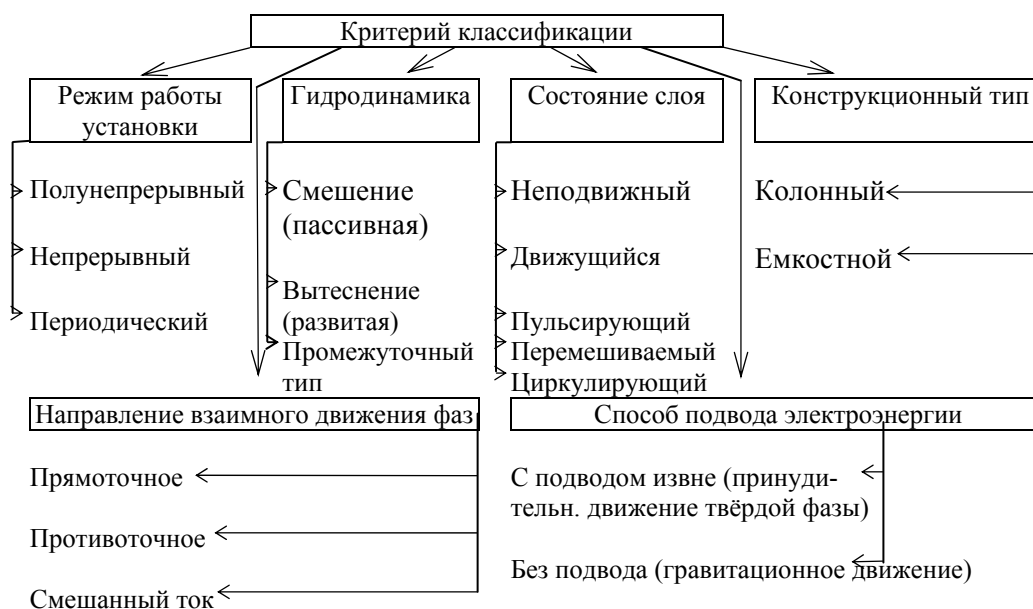 Критерий классификации
Режим работы
установки
Полунепрерывный
Непрерывный
Периодический
Гидродинамика
Смешение
(пассивная)
Вытеснение
(развитая)
Промежуточный
тип
Состояние слоя
Неподвижный
Движущийся
Пульсирующий
Перемешиваемый
Циркулирующий
Конструкционный тип
Колонный
Емкостной
Направление взаимного движения фаз
Прямоточное
Противоточное
Смешанный ток
Способ подвода электроэнергии
С подводом извне (принуди-
тельн. движение твёрдой фазы)
Без подвода (гравитационное движение)